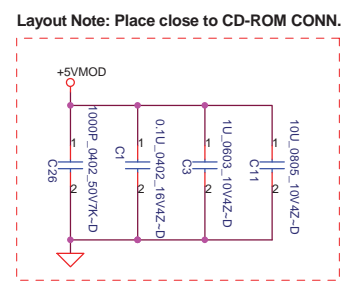 Layout Note: Place close to CD-ROM CONN.
+5VMOD
1
2
C26
1000P_0402_50V7K~D
1
2
C1
0.1U_0402_16V4Z~D
1
2
C3
1U_0603_10V4Z~D
1
2
C11
10U_0805_10V4Z~D